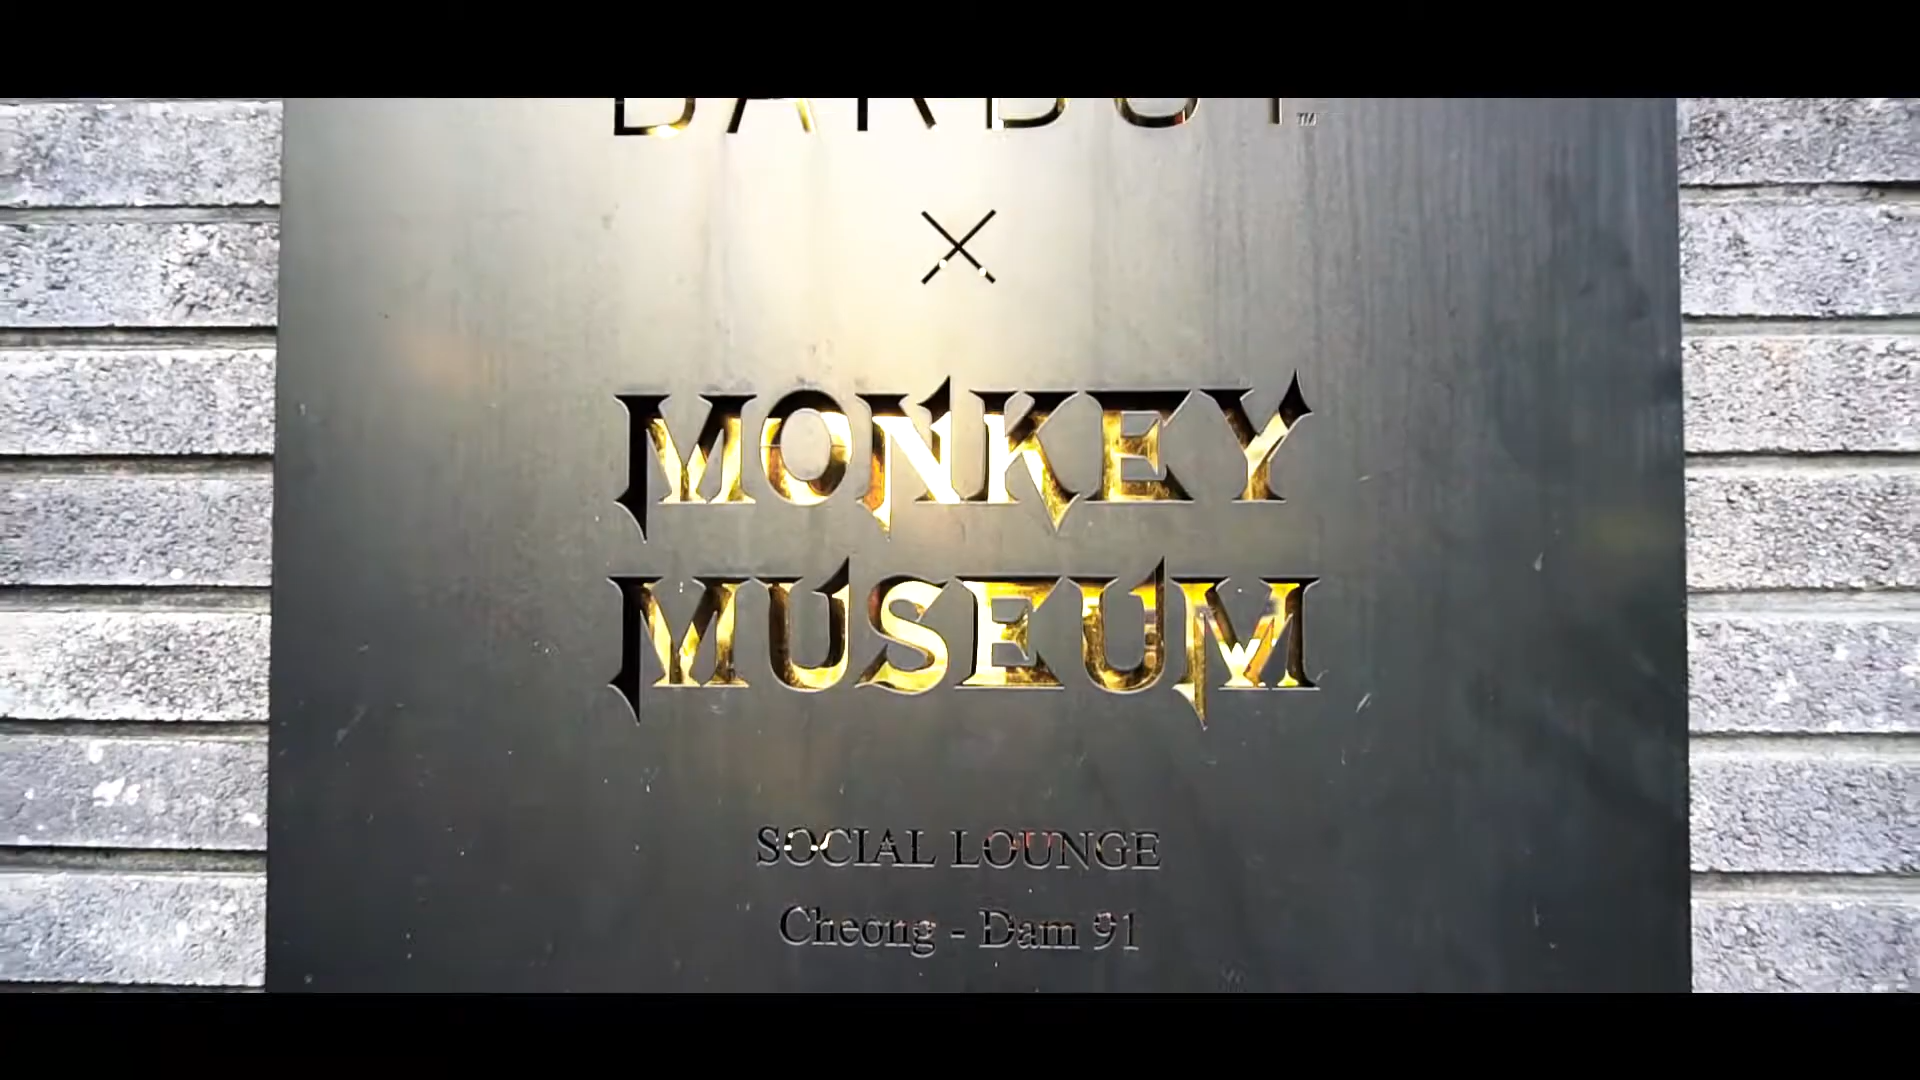 ×
MONKEY
MUSEUM
SOCIAL LOUNGE
Cheong - Dam 91